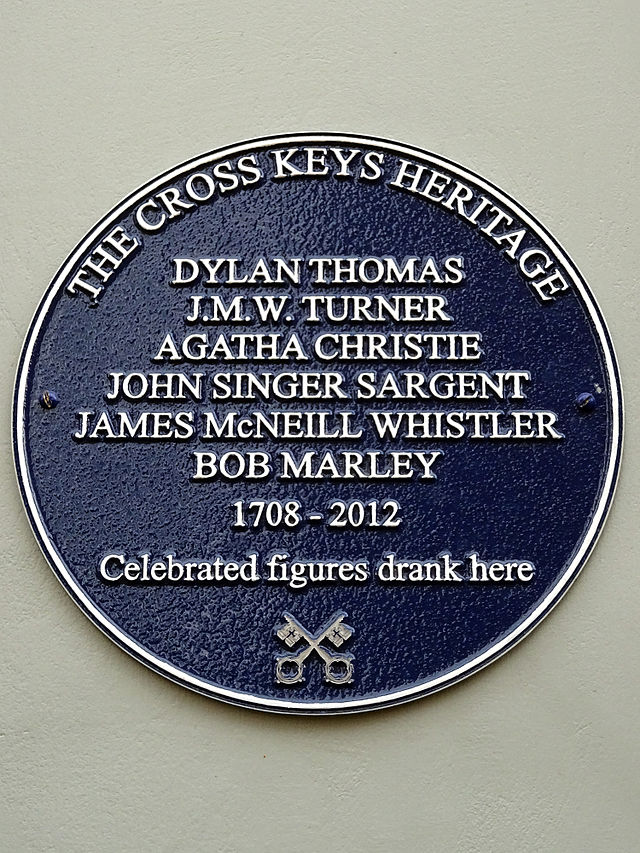 THE CROSS KEYS HERITAGE
DYLAN THOMAS
J.M.W. TURNER
AGATHA CHRISTIE
JOHN SINGER SARGENT
JAMES McNEILL WHISTLER
BOB MARLEY
1708 - 2012
Celebrated figures drank here